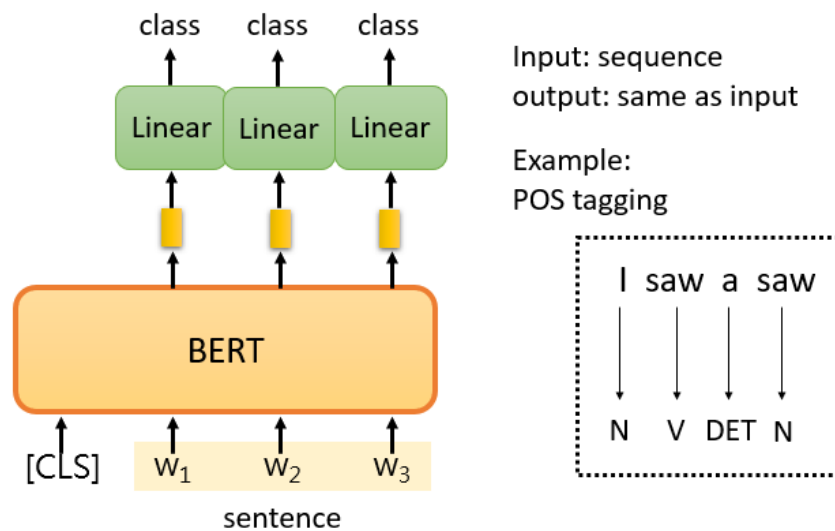 class class class
Linear Linear Linear
BERT
[CLS] w₁ w₂ w₃
sentence
Input: sequence
output: same as input
Example:
POS tagging
I saw a saw
N V DET N